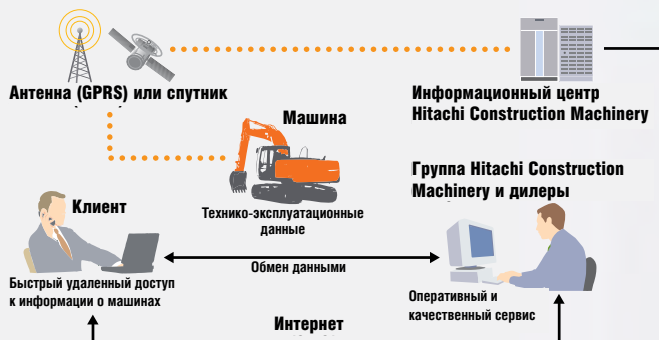 Антенна (GPRS) или спутник
Информационный центр
Hitachi Construction Machinery
Машина
Группа Hitachi Construction
Machinery и дилеры
Клиент
Технико-эксплуатационные
данные
Обмен данными
Быстрый удаленный доступ
к информации о машинах
Оперативный и
качественный сервис
Интернет